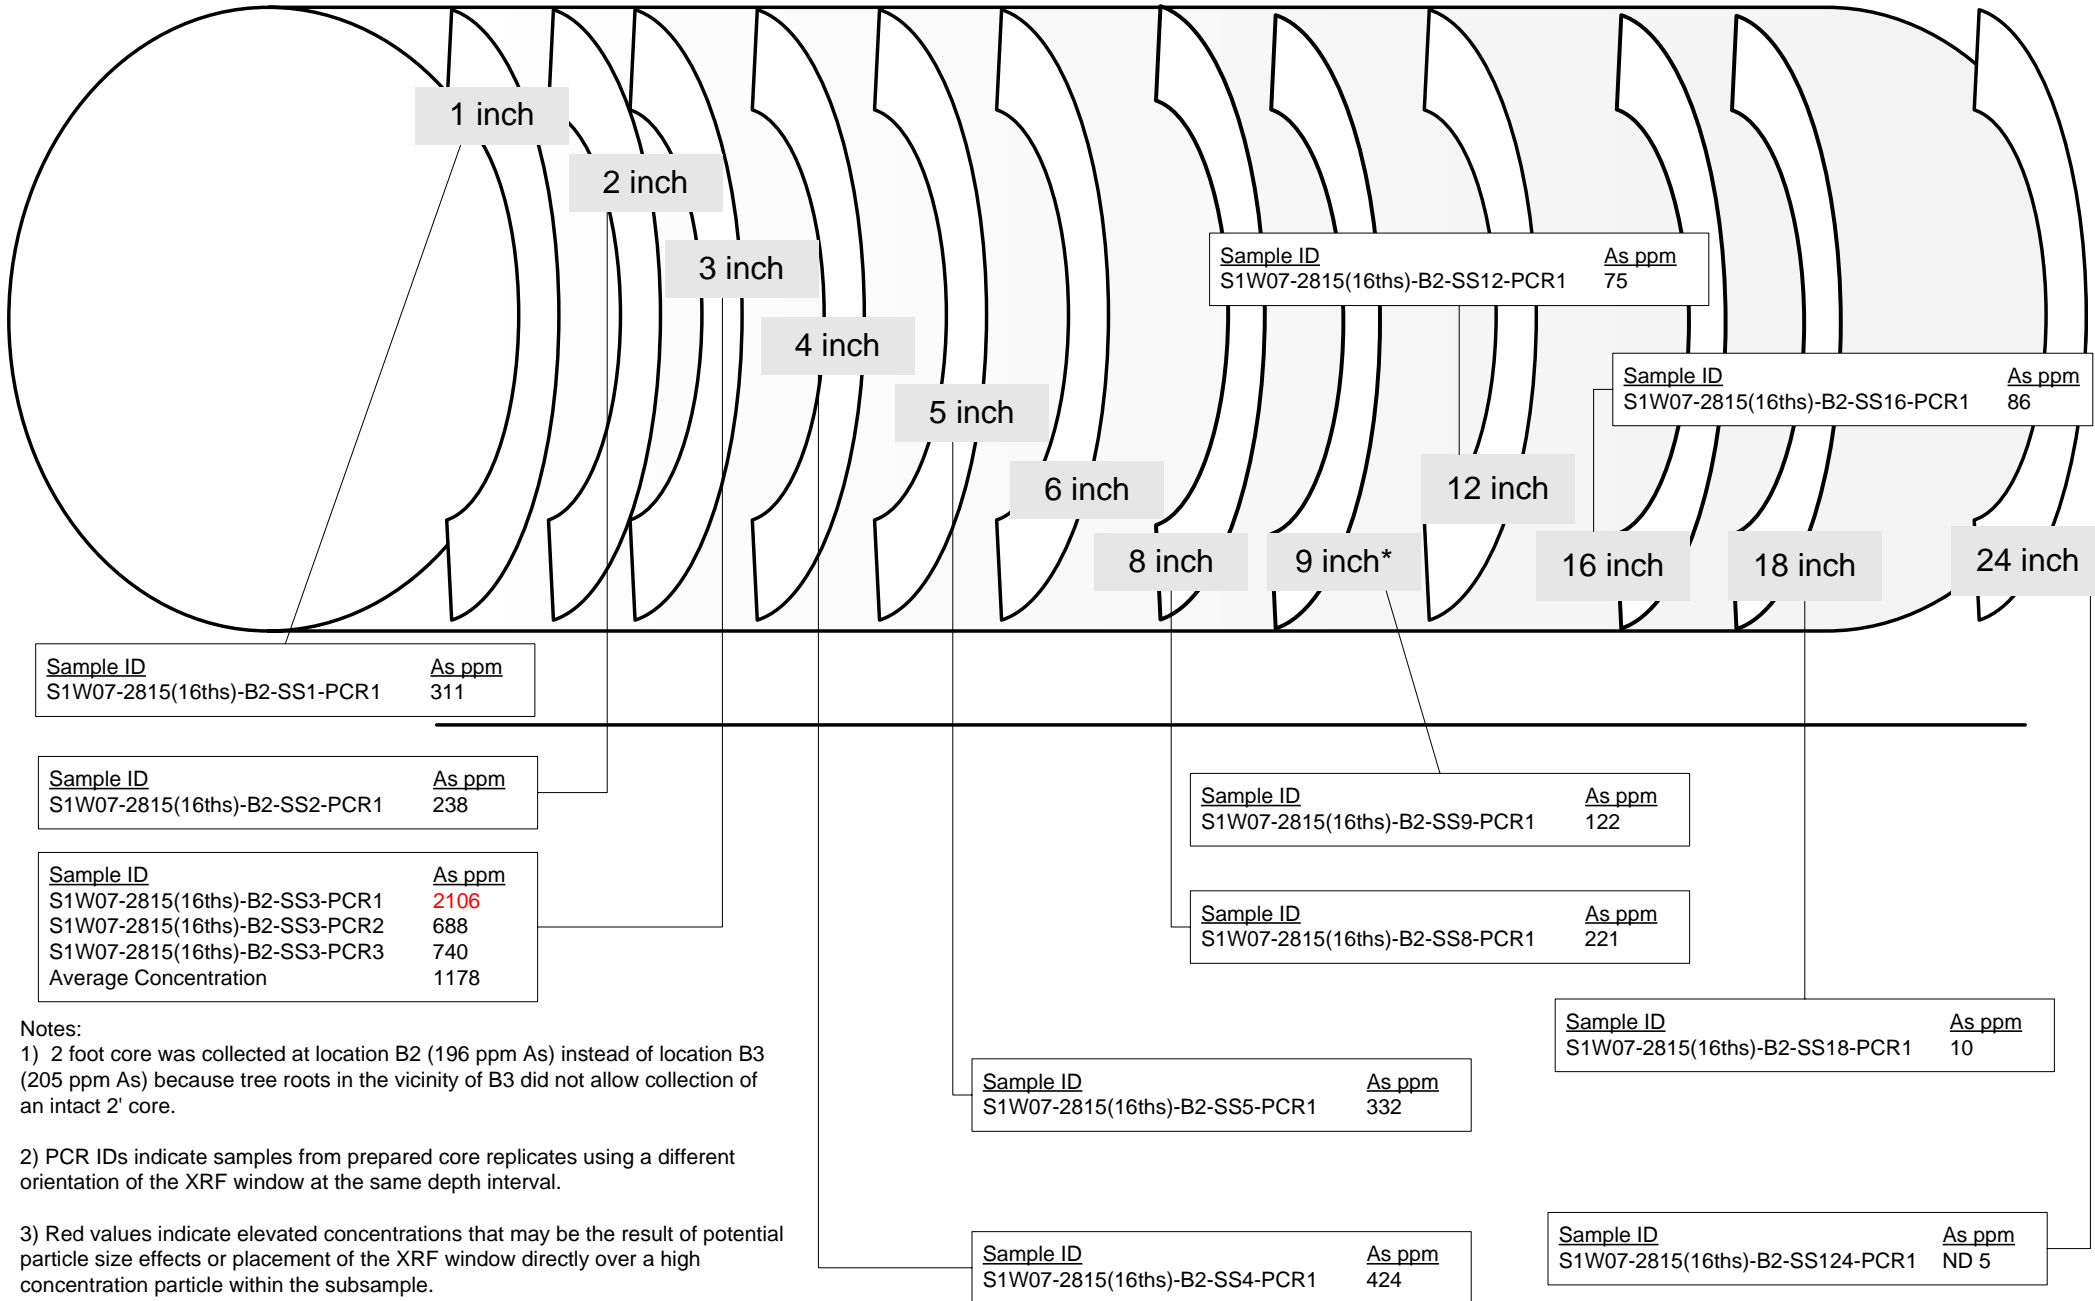 1 inch
2 inch
3 inch
4 inch
5 inch
6 inch
8 inch
9 inch*
12 inch
16 inch
18 inch
24 inch
Sample ID As ppm
S1W07-2815(16ths)-B2-SS12-PCR1 75
Sample ID As ppm
S1W07-2815(16ths)-B2-SS16-PCR1 86
Sample ID As ppm
S1W07-2815(16ths)-B2-SS1-PCR1 311
Sample ID As ppm
S1W07-2815(16ths)-B2-SS2-PCR1 238
Sample ID As ppm
S1W07-2815(16ths)-B2-SS3-PCR1 2106
S1W07-2815(16ths)-B2-SS3-PCR2 688
S1W07-2815(16ths)-B2-SS3-PCR3 740
Average Concentration 1178
Sample ID As ppm
S1W07-2815(16ths)-B2-SS9-PCR1 122
Sample ID As ppm
S1W07-2815(16ths)-B2-SS8-PCR1 221
Sample ID As ppm
S1W07-2815(16ths)-B2-SS18-PCR1 10
Sample ID As ppm
S1W07-2815(16ths)-B2-SS5-PCR1 332
Sample ID As ppm
S1W07-2815(16ths)-B2-SS4-PCR1 424
Sample ID As ppm
S1W07-2815(16ths)-B2-SS124-PCR1 ND 5
Notes:
1) 2 foot core was collected at location B2 (196 ppm As) instead of location B3
(205 ppm As) because tree roots in the vicinity of B3 did not allow collection of
an intact 2' core.
2) PCR IDs indicate samples from prepared core replicates using a different
orientation of the XRF window at the same depth interval.
3) Red values indicate elevated concentrations that may be the result of potential
particle size effects or placement of the XRF window directly over a high
concentration particle within the subsample.